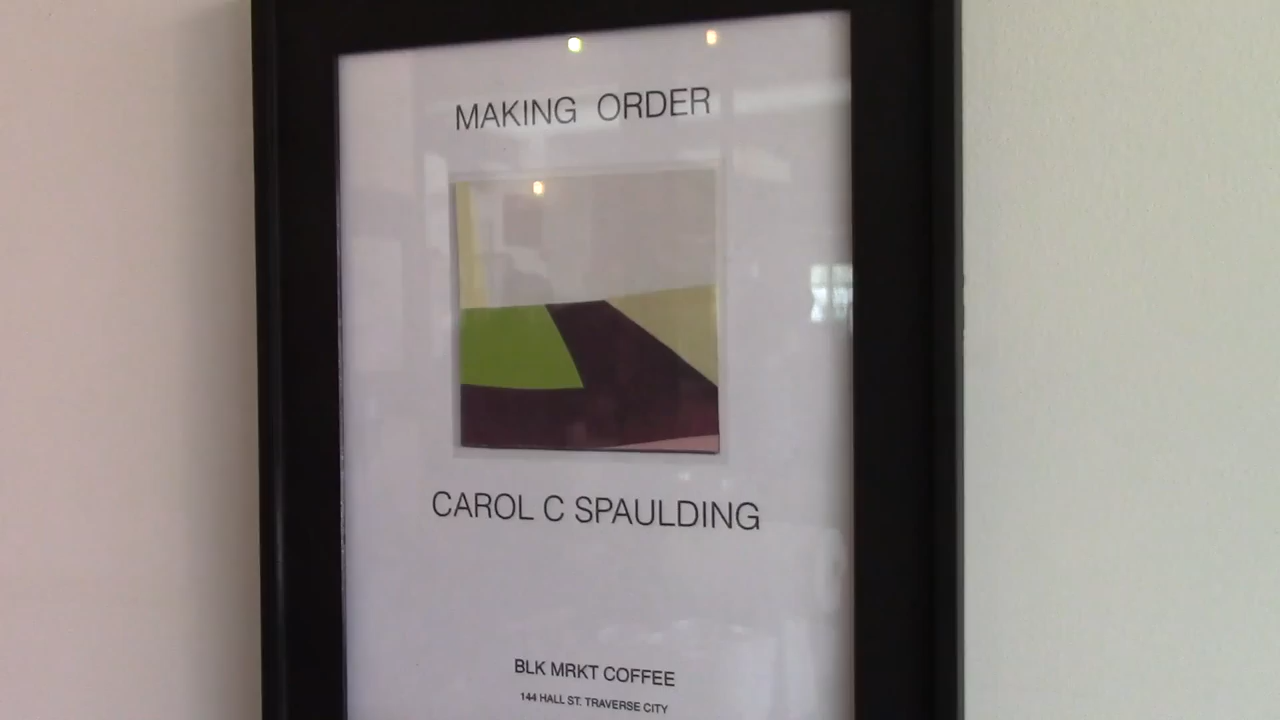 MAKING ORDER
CAROL C SPAULDING
BLK MRKT COFFEE
144 HALL ST. TRAVERSE CITY